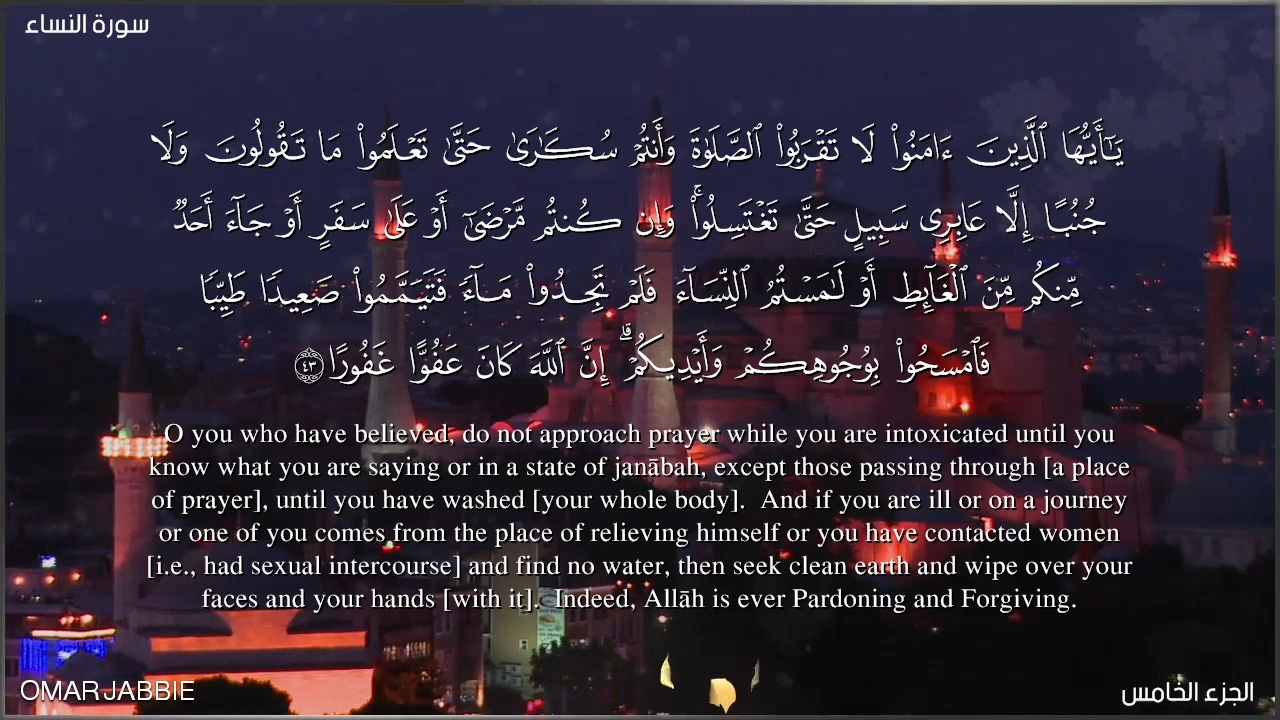 سورة النساء
يَـٰٓأَيُّهَا ٱلَّذِينَ ءَامَنُوا۟ لَا تَقْرَبُوا۟ ٱلصَّلَوٰةَ وَأَنتُمْ سُكَـٰرَىٰ حَتَّىٰ تَعْلَمُوا۟ مَا تَقُولُونَ وَلَا
جُنُبًا إِلَّا عَابِرِى سَبِيلٍ حَتَّىٰ تَغْتَسِلُوا۟ ۚ وَإِن كُنتُم مَّرْضَىٰٓ أَوْ عَلَىٰ سَفَرٍ أَوْ جَآءَ أَحَدٌ
مِّنكُم مِّنَ ٱلْغَآئِطِ أَوْ لَـٰمَسْتُمُ ٱلنِّسَآءَ فَلَمْ تَجِدُوا۟ مَآءً فَتَيَمَّمُوا۟ صَعِيدًا طَيِّبًا
فَٱمْسَحُوا۟ بِوُجُوهِكُمْ وَأَيْدِيكُمْ ۗ إِنَّ ٱللَّهَ كَانَ عَفُوًّا غَفُورًا ٤٣
O you who have believed, do not approach prayer while you are intoxicated until you
know what you are saying or in a state of janābah, except those passing through [a place
of prayer], until you have washed [your whole body].  And if you are ill or on a journey
or one of you comes from the place of relieving himself or you have contacted women
[i.e., had sexual intercourse] and find no water, then seek clean earth and wipe over your
faces and your hands [with it].  Indeed, Allāh is ever Pardoning and Forgiving.
OMAR JABBIE
الجزء الخامس